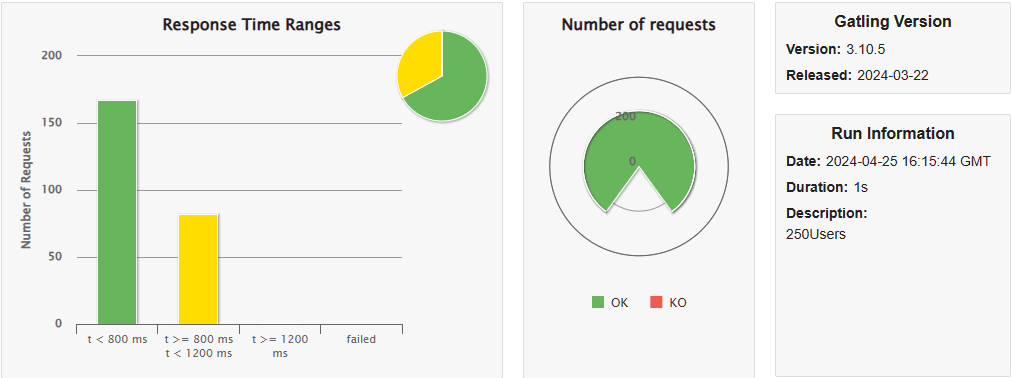 Response Time Ranges
Number of Requests
200
150
100
50
0
t < 800 ms
t >= 800 ms
t < 1200 ms
t >= 1200
ms
failed
Number of requests
200
0
OK
KO
Gatling Version
Version: 3.10.5
Released: 2024-03-22
Run Information
Date: 2024-04-25 16:15:44 GMT
Duration: 1s
Description:
250Users